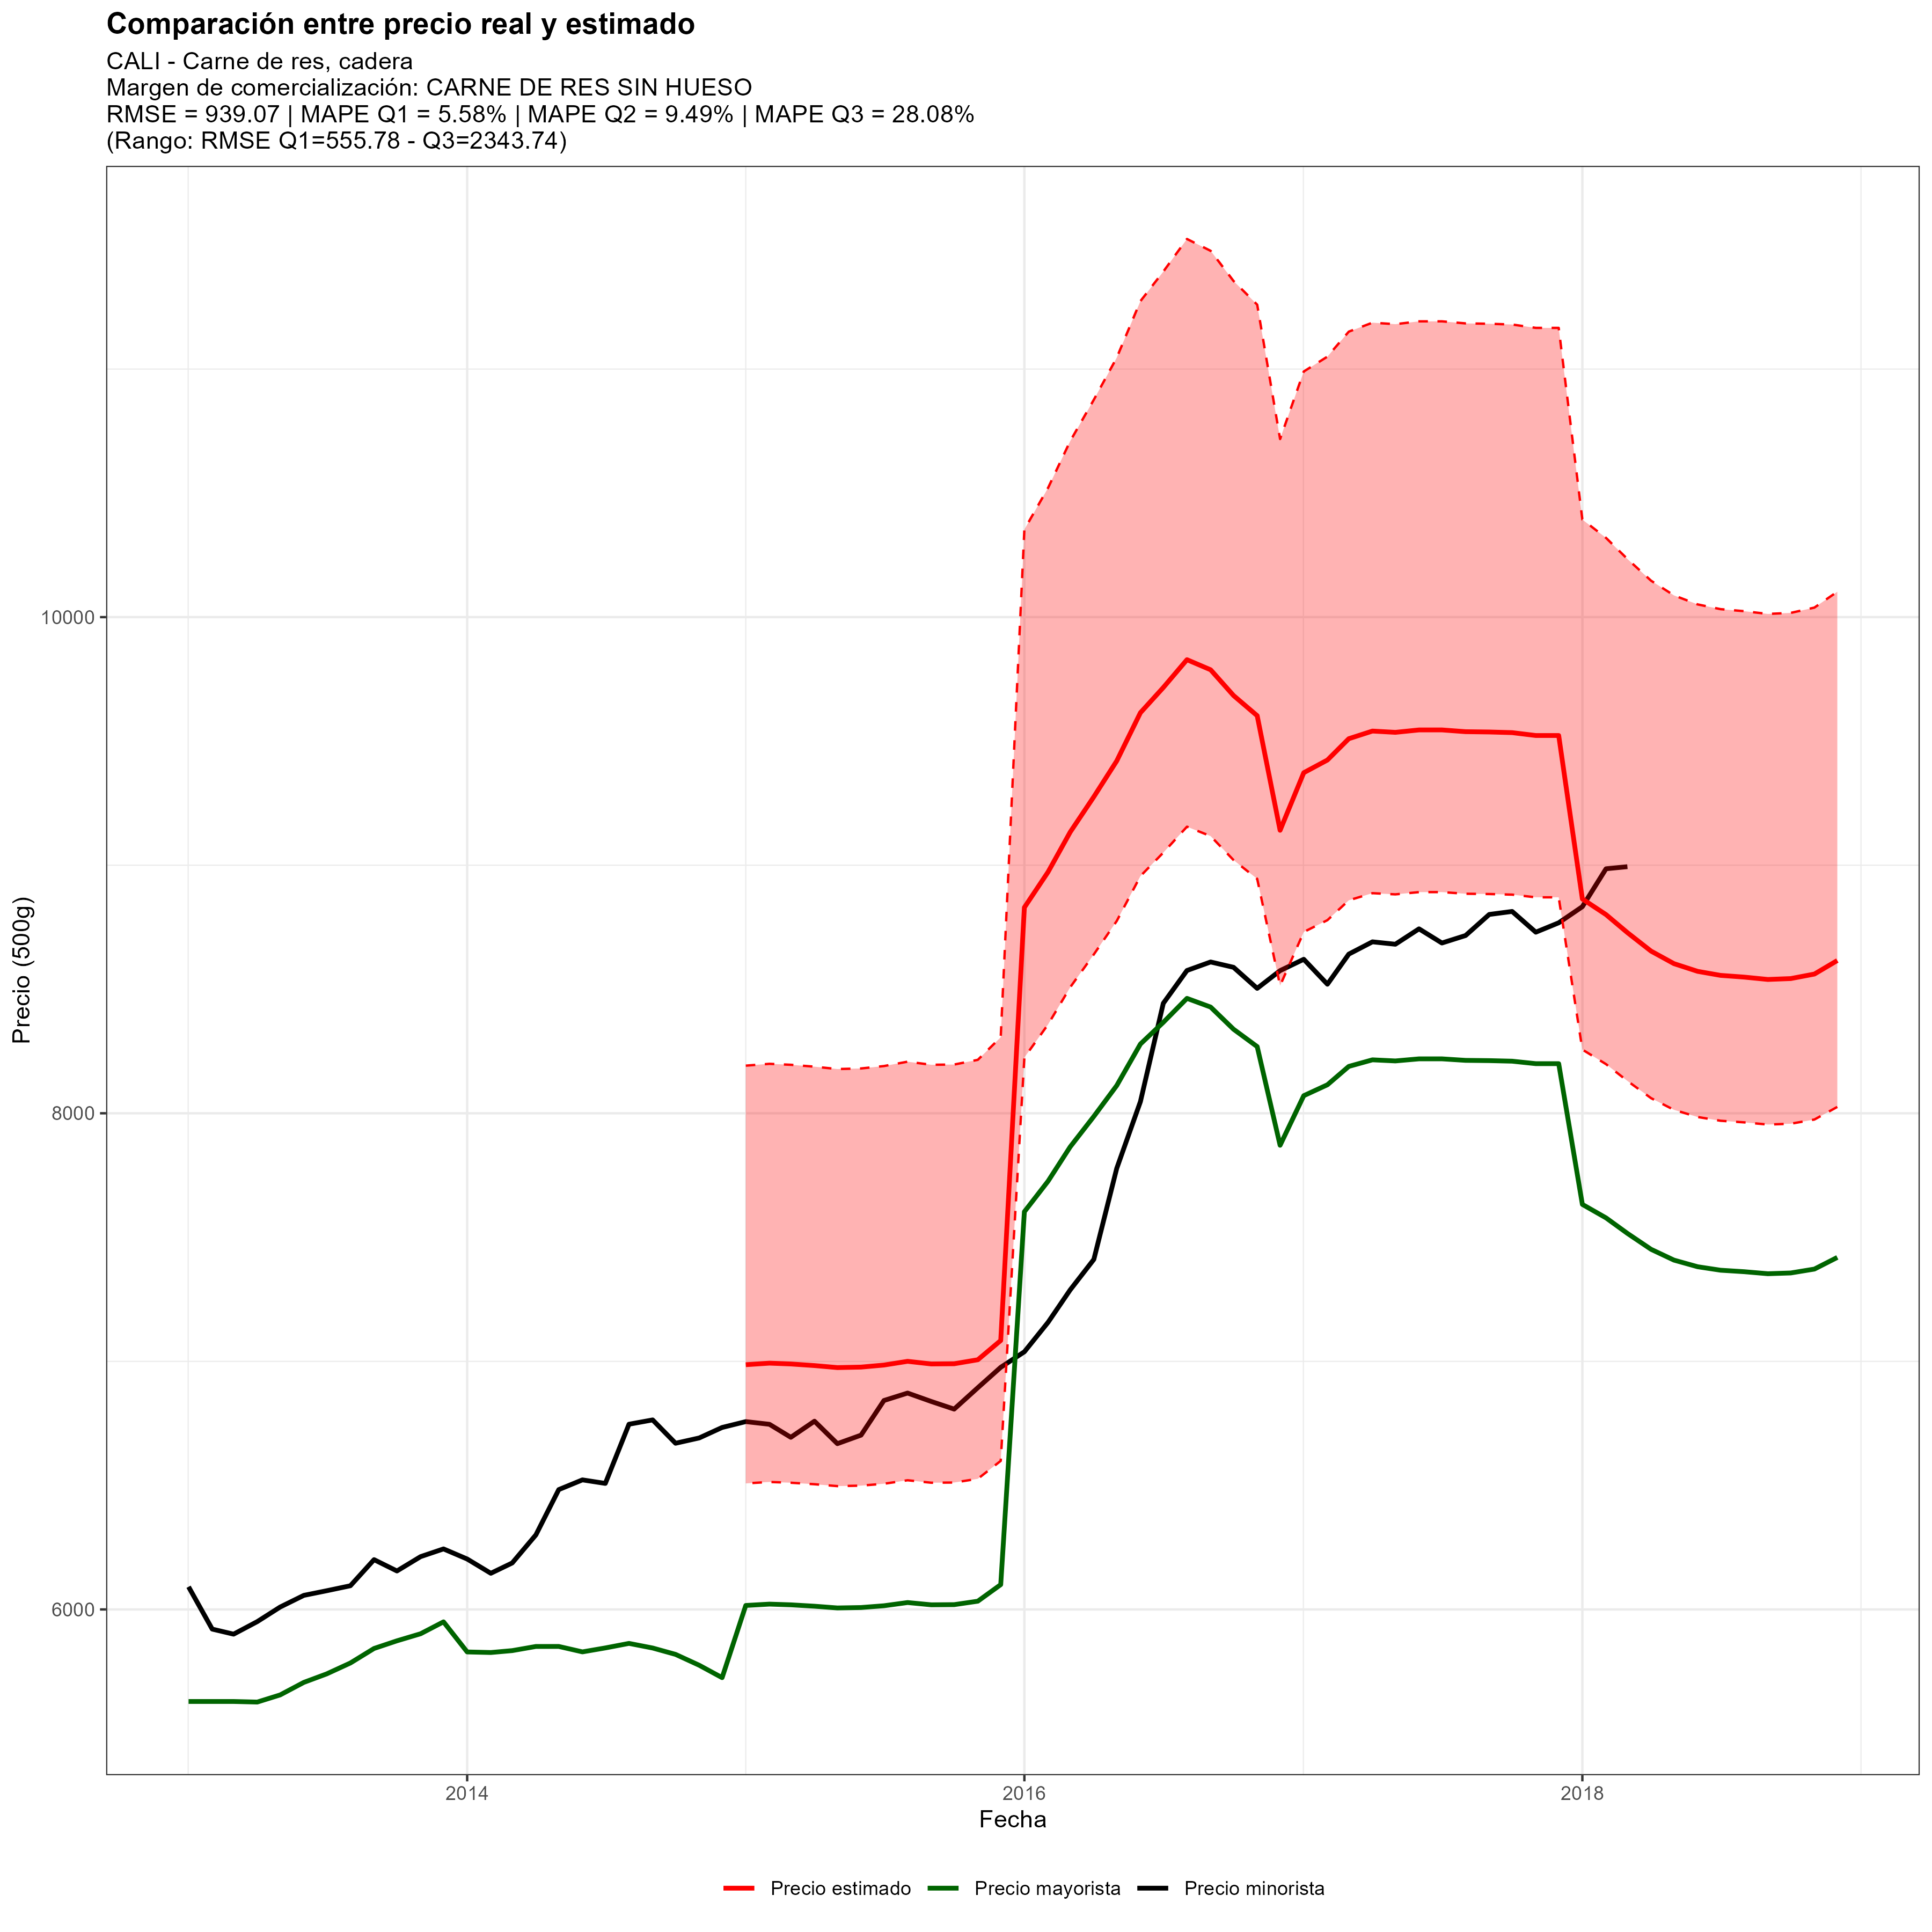 Comparación entre precio real y estimado
CALI - Carne de res, cadera
Margen de comercialización: CARNE DE RES SIN HUESO
RMSE = 939.07 | MAPE Q1 = 5.58% | MAPE Q2 = 9.49% | MAPE Q3 = 28.08%
(Rango: RMSE Q1=555.78 - Q3=2343.74)
Precio (500g)
10000
8000
6000
2014 2016 2018
Fecha
Precio estimado Precio mayorista Precio minorista